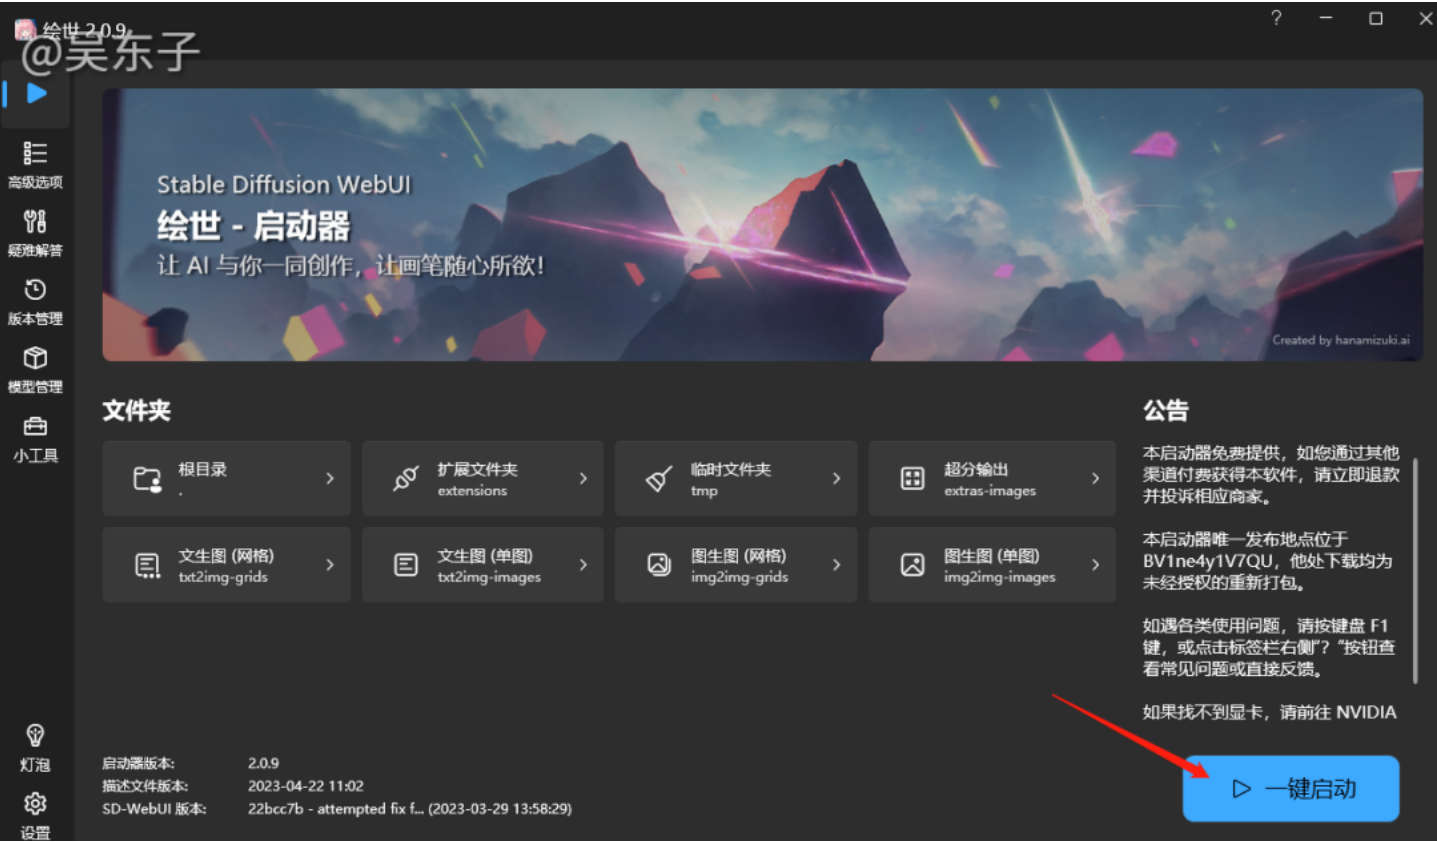 绘世 2.0.9
@吴东子
?
高级选项
疑难解答
版本管理
模型管理
小工具
灯泡
设置
Stable Diffusion WebUI
绘世 - 启动器
让 AI 与你一同创作，让画笔随心所欲！
Created by hanamizuki.ai
文件夹
根目录
.
扩展文件夹
extensions
临时文件夹
tmp
超分输出
extras-images
文生图 (网格)
txt2img-grids
文生图 (单图)
txt2img-images
图生图 (网格)
img2img-grids
图生图 (单图)
img2img-images
公告
本启动器免费提供，如您通过其他
渠道付费获得本软件，请立即退款
并投诉相应商家。
本启动器唯一发布地点位于
BV1ne4y1V7QU，他处下载均为
未经授权的重新打包。
如遇各类使用问题，请按键盘 F1
键，或点击标签栏右侧“？”按钮查
看常见问题或直接反馈。
如果找不到显卡，请前往 NVIDIA
启动器版本: 2.0.9
描述文件版本: 2023-04-22 11:02
SD-WebUI 版本: 22bcc7b - attempted fix f... (2023-03-29 13:58:29)
一键启动